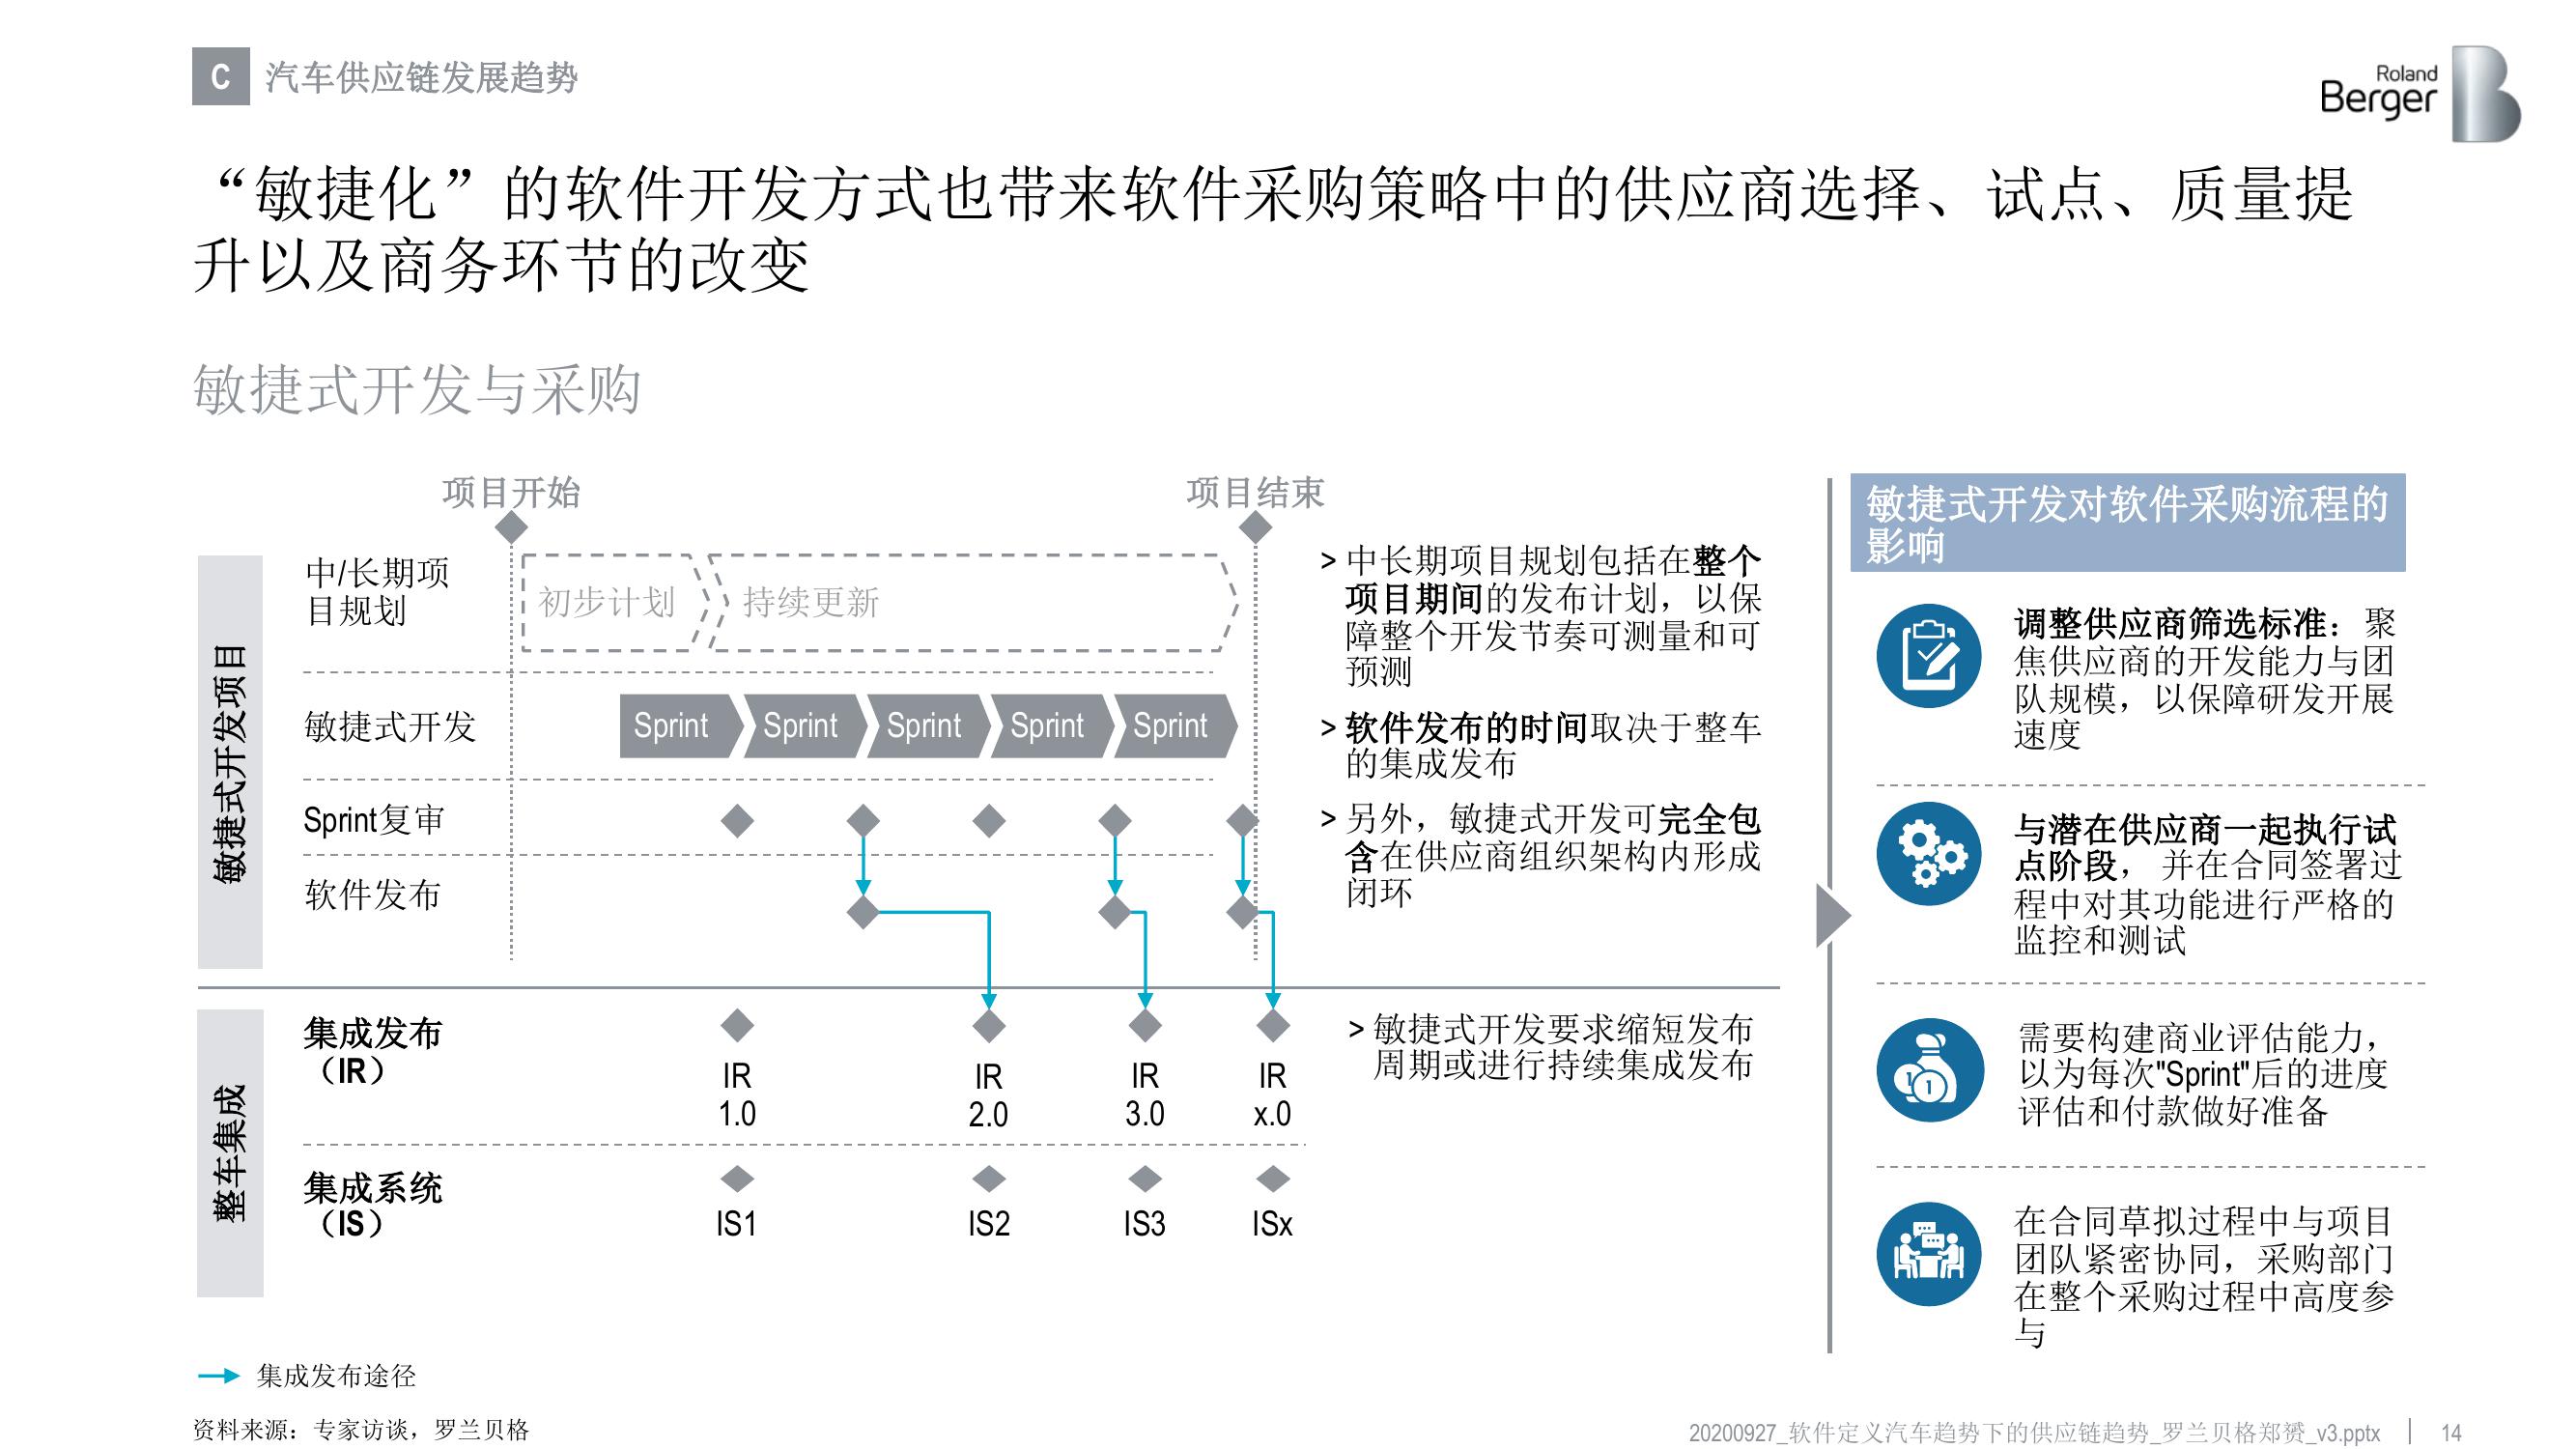 C 汽车供应链发展趋势
Roland
Berger
“敏捷化”的软件开发方式也带来软件采购策略中的供应商选择、试点、质量提
升以及商务环节的改变
敏捷式开发与采购
项目开始
项目结束
敏捷式开发项目
中/长期项
目规划
初步计划
持续更新
敏捷式开发
Sprint Sprint Sprint Sprint Sprint
Sprint复审
软件发布
> 中长期项目规划包括在整个
项目期间的发布计划，以保
障整个开发节奏可测量和可
预测
> 软件发布的时间取决于整车
的集成发布
> 另外，敏捷式开发可完全包
含在供应商组织架构内形成
闭环
整车集成
集成发布
（IR）
IR
1.0
IR
2.0
IR
3.0
IR
x.0
> 敏捷式开发要求缩短发布
周期或进行持续集成发布
集成系统
（IS）
IS1
IS2
IS3
ISx
敏捷式开发对软件采购流程的
影响
调整供应商筛选标准：聚
焦供应商的开发能力与团
队规模，以保障研发开展
速度
与潜在供应商一起执行试
点阶段， 并在合同签署过
程中对其功能进行严格的
监控和测试
1 1
需要构建商业评估能力，
以为每次"Sprint"后的进度
评估和付款做好准备
在合同草拟过程中与项目
团队紧密协同，采购部门
在整个采购过程中高度参
与
集成发布途径
资料来源：专家访谈，罗兰贝格
20200927_软件定义汽车趋势下的供应链趋势_罗兰贝格郑赟_v3.pptx 14